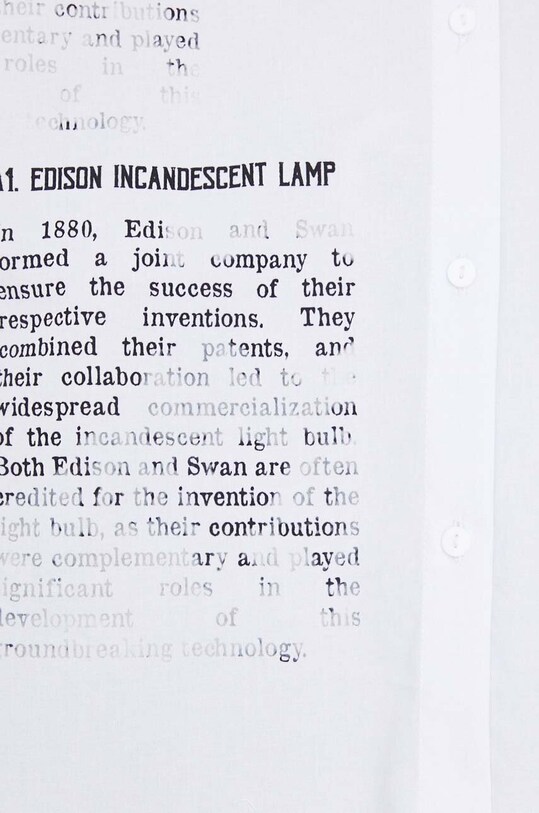 their contributions
entary and played
roles in the
of this
technology.
1. EDISON INCANDESCENT LAMP
n 1880, Edison and Swan
ormed a joint company to
ensure the success of their
respective inventions. They
combined their patents, and
their collaboration led to the
widespread commercialization
of the incandescent light bulb.
Both Edison and Swan are often
credited for the invention of the
ight bulb, as their contributions
were complementary and played
significant roles in the
development of this
groundbreaking technology.